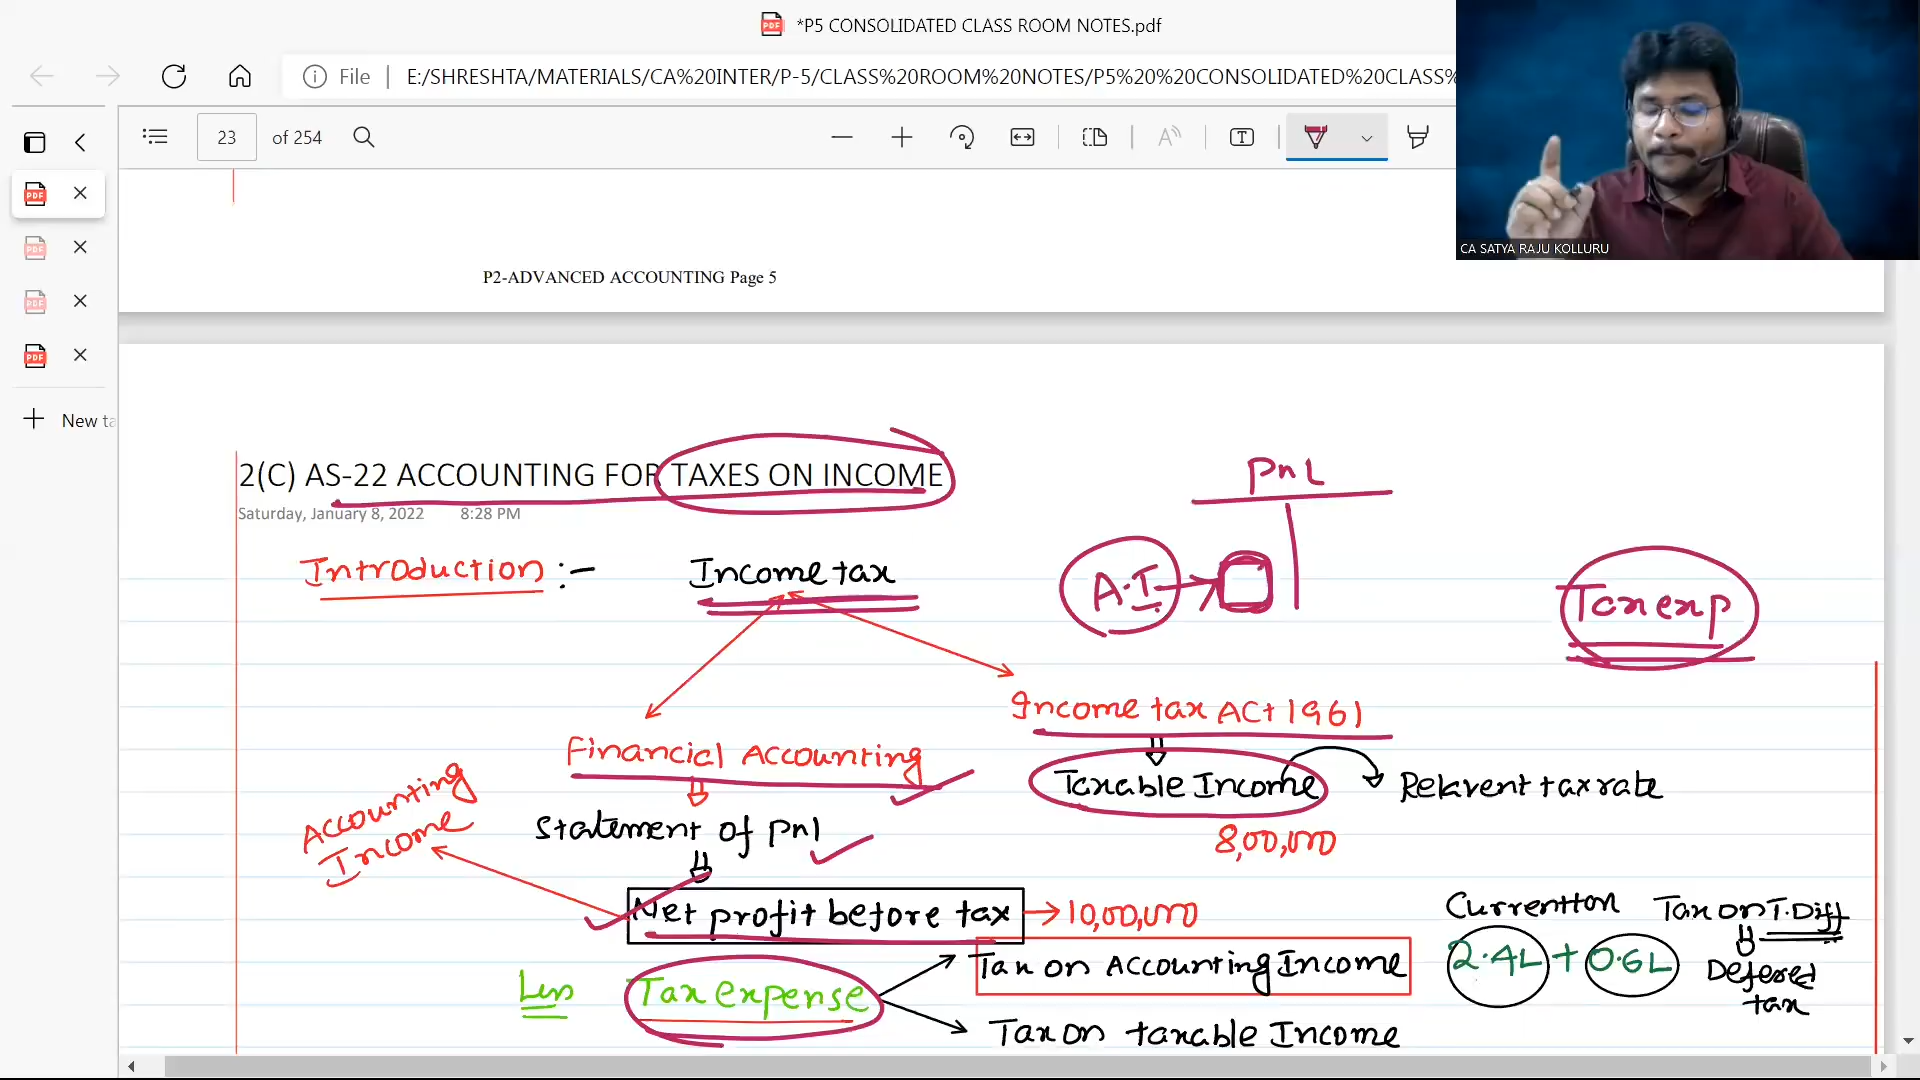 *P5 CONSOLIDATED CLASS ROOM NOTES.pdf
File | E:/SHRESHTA/MATERIALS/CA%20INTER/P-5/CLASS%20ROOM%20NOTES/P5%20%20CONSOLIDATED%20CLASS%
23 of 254
CA SATYA RAJU KOLLURU
P2-ADVANCED ACCOUNTING Page 5
New ta
2(C) AS-22 ACCOUNTING FOR TAXES ON INCOME
Saturday, January 8, 2022 8:28 PM
PnL
Introduction :-
Income tax
A.I
Tax exp
Income tax ACt 1961
Financial Accounting
Taxable Income
Relavent tax rate
Accounting Income
Statement of pnl
8,00,000
Net profit before tax
10,00,000
Current tax
Tax on T.Diff
Tax on Accounting Income
2.4L + 0.6L
Defered tax
Less
Tax expense
Tax on taxable Income